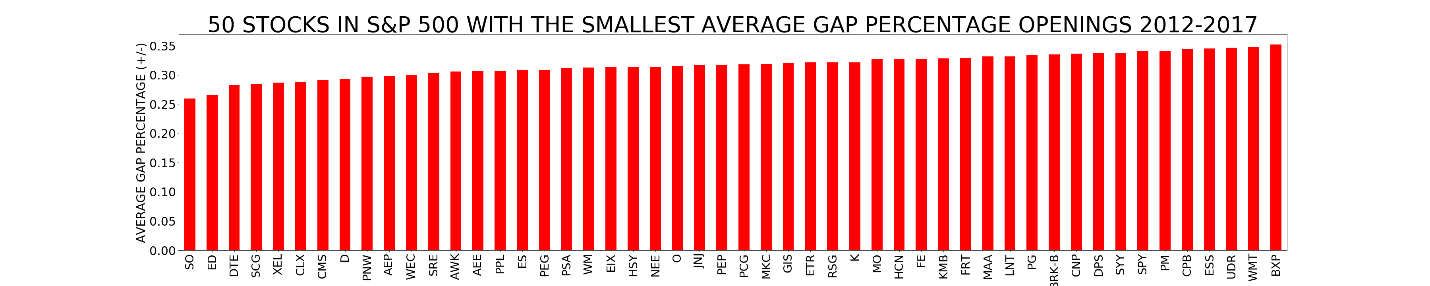 50 STOCKS IN S&P 500 WITH THE SMALLEST AVERAGE GAP PERCENTAGE OPENINGS 2012-2017
AVERAGE GAP PERCENTAGE (+/-)
0.35
0.30
0.25
0.20
0.15
0.10
0.05
0.00
SO
ED
DTE
SCG
XEL
CLX
CMS
D
PNW
AEP
WEC
SRE
AWK
AEE
PPL
ES
PEG
PSA
WM
EIX
HSY
NEE
O
JNJ
PEP
PCG
MKC
GIS
ETR
RSG
K
MO
HCN
FE
KMB
FRT
MAA
LNT
PG
BRK-B
CNP
DPS
SYY
SPY
PM
CPB
ESS
UDR
WMT
BXP